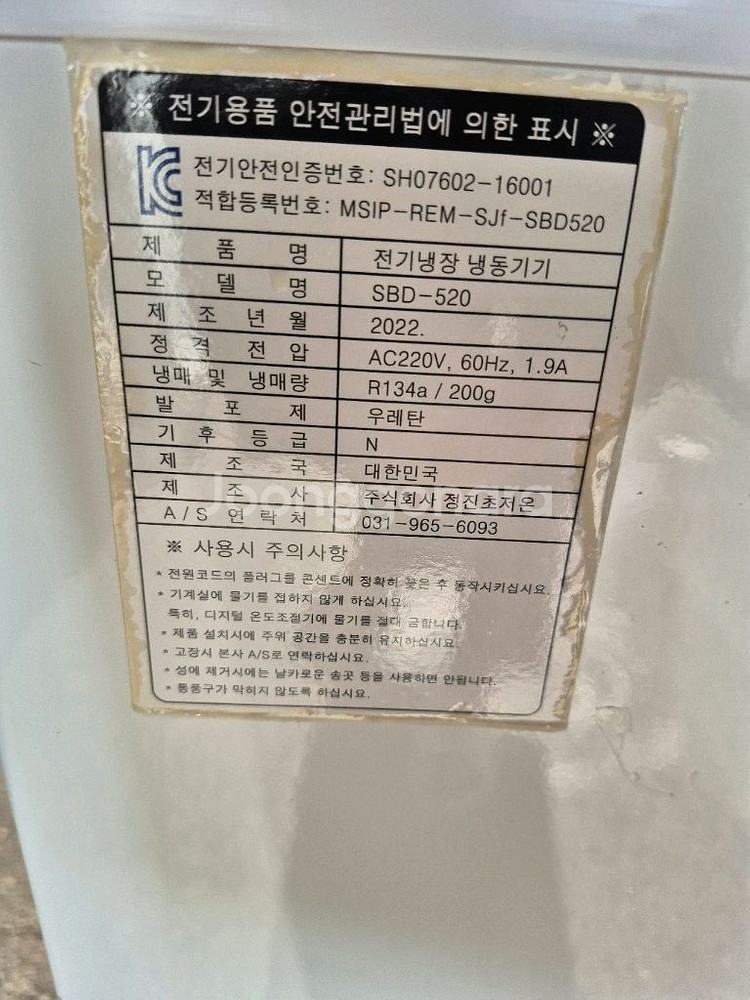 ※ 전기용품 안전관리법에 의한 표시 ※
전기안전인증번호: SH07602-16001
적합등록번호: MSIP-REM-SJf-SBD520
제 품 명 전기냉장 냉동기기
모 델 명 SBD-520
제 조 년 월 2022.
정 격 전 압 AC220V, 60Hz, 1.9A
냉매 및 냉매량 R134a / 200g
발 포 제 우레탄
기 후 등 급 N
제 조 국 대한민국
제 조 사 주식회사 정진초저온
A/S 연락처 031-965-6093
※ 사용시 주의사항
* 전원코드의 플러그를 콘센트에 정확히 꽂은 후 동작시키십시요.
* 기계실에 물기를 접하지 않게 하십시요.
특히, 디지털 온도조절기에 물기를 절대 금합니다.
* 제품 설치시에 주위 공간을 충분히 유지하십시요.
* 고장시 본사 A/S로 연락하십시요.
* 성에 제거시에는 날카로운 송곳 등을 사용하면 안됩니다.
* 통풍구가 막히지 않도록 하십시요.
Joongonara